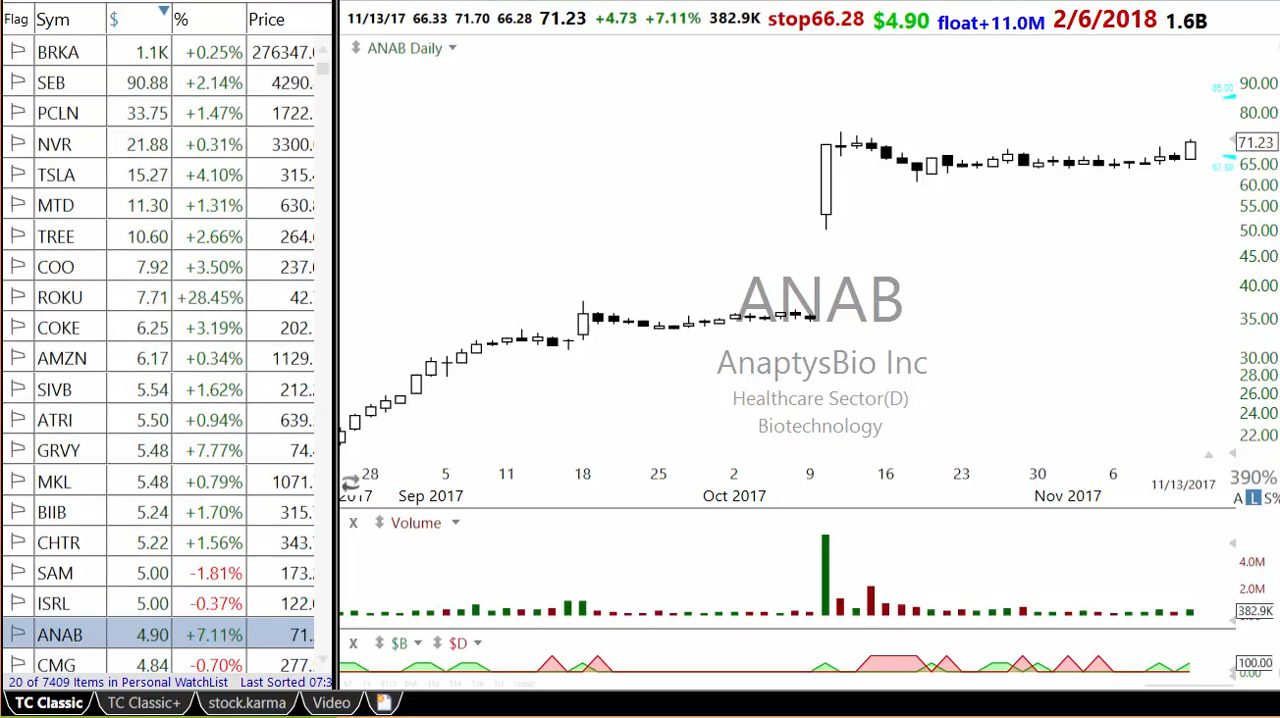 Flag Sym $ % Price
BRKA 1.1K +0.25% 276347.
SEB 90.88 +2.14% 4290.
PCLN 33.75 +1.47% 1722.
NVR 21.88 +0.31% 3300.
TSLA 15.27 +4.10% 315.
MTD 11.30 +1.31% 630.
TREE 10.60 +2.66% 264.
COO 7.92 +3.50% 237.
ROKU 7.71 +28.45% 42.
COKE 6.25 +3.19% 202.
AMZN 6.17 +0.34% 1129.
SIVB 5.54 +1.62% 212.
ATRI 5.50 +0.94% 639.
GRVY 5.48 +7.77% 74.
MKL 5.48 +0.79% 1071.
BIIB 5.24 +1.70% 315.
CHTR 5.22 +1.56% 343.
SAM 5.00 -1.81% 173.
ISRL 5.00 -0.37% 122.
ANAB 4.90 +7.11% 71.
CMG 4.84 -0.70% 277.
20 of 7409 Items in Personal WatchList Last Sorted 07:3
TC Classic TC Classic+ stock.karma Video
11/13/17 66.33 71.70 66.28 71.23 +4.73 +7.11% 382.9K stop66.28 $4.90 float+11.0M 2/6/2018 1.6B
ANAB Daily
85.00
67.50
90.00
80.00
71.23
65.00
60.00
55.00
50.00
45.00
40.00
35.00
30.00
28.00
26.00
24.00
22.00
ANAB
AnaptysBio Inc
Healthcare Sector(D)
Biotechnology
28 5 11 18 25 2 9 16 23 30 6 11/13/2017
2017 Sep 2017 Oct 2017 Nov 2017
390%
A L S%
X Volume
4.0M
2.0M
382.9K
X $B $D
100.00
0.00